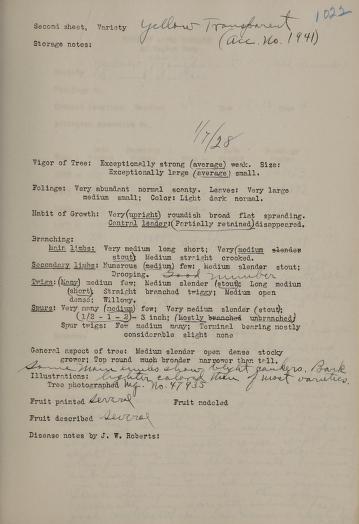 1022
Second sheet, Variety Yellow Transparent
Storage notes: (Acc. No. 1941)
1/7/28
Vigor of Tree: Exceptionally strong (average) weak. Size:
Exceptionally large (average) small.
Foliage: Very abundant normal scanty. Leaves: Very large
medium small; Color: Light dark normal.
Habit of Growth: Very (upright) roundish broad flat spreading.
Central leader: (Partially retained) disappeared.
Branching:
Main limbs: Very medium long short; Very (medium slender
stout) Medium straight crooked.
Secondary limbs: Numerous (medium) few; Medium slender stout;
Drooping. Good number
Twigs: (Many) medium few; Medium slender (stout; Long medium
(short). Straight branched twiggy; Medium open
dense; Willowy.
Spurs: Very many (medium) few; Very medium slender (stout;
(1/2 - 1 - 2) - 3 inch; (mostly branched unbranched)
Spur twigs: Few medium many; Terminal bearing mostly
considerable slight none
General aspect of tree: Medium slender open dense stocky
grower; Top round much broader narrower than tall.
Some main limbs show blight cankers. Bark
Illustrations: lighter colored than of most varieties.
Tree photographed Neg. No. 47935
Fruit painted Several Fruit modeled
Fruit described Several
Disease notes by J. W. Roberts: